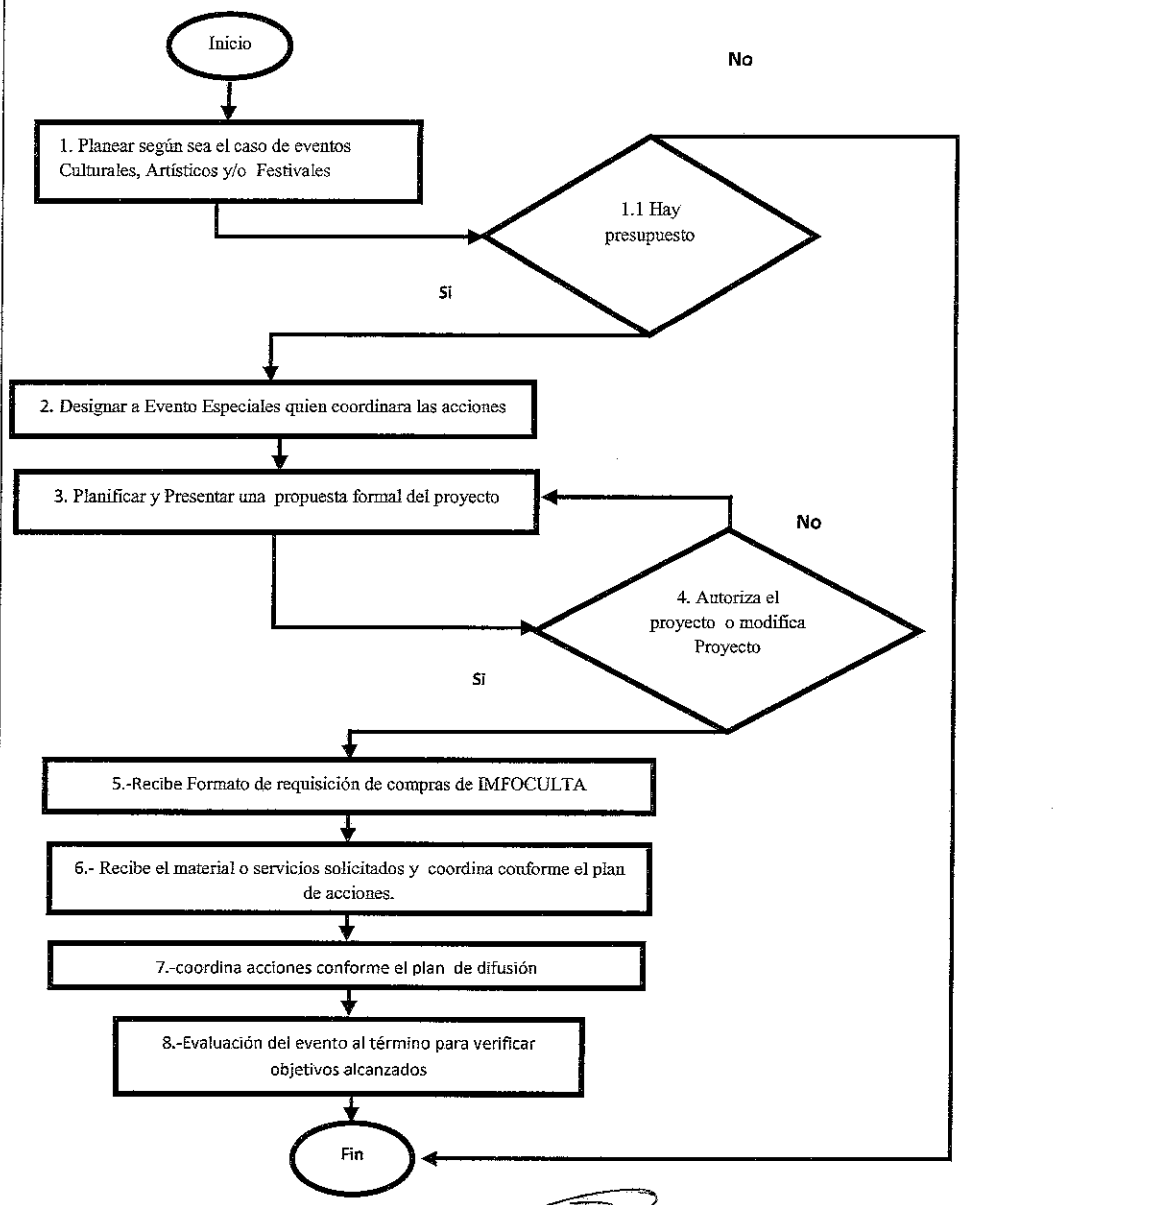 Inicio
No
1. Planear según sea el caso de eventos
Culturales, Artísticos y/o Festivales
1.1 Hay
presupuesto
Si
2. Designar a Evento Especiales quien coordinara las acciones
3. Planificar y Presentar una propuesta formal del proyecto
No
4. Autoriza el
proyecto o modifica
Proyecto
Si
5.-Recibe Formato de requisición de compras de IMFOCULTA
6.- Recibe el material o servicios solicitados y coordina conforme el plan
de acciones.
7.-coordina acciones conforme el plan de difusión
8.-Evaluación del evento al término para verificar
objetivos alcanzados
Fin